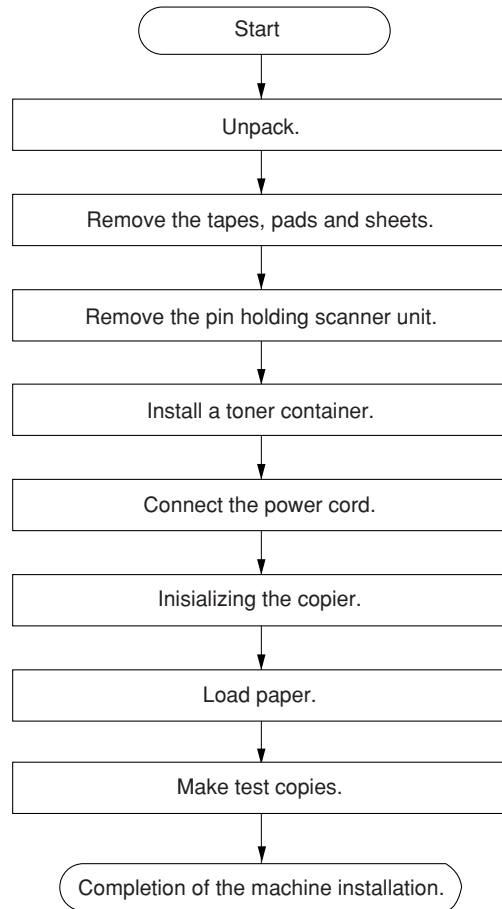 Start
Unpack.
Remove the tapes, pads and sheets.
Remove the pin holding scanner unit.
Install a toner container.
Connect the power cord.
Inisializing the copier.
Load paper.
Make test copies.
Completion of the machine installation.